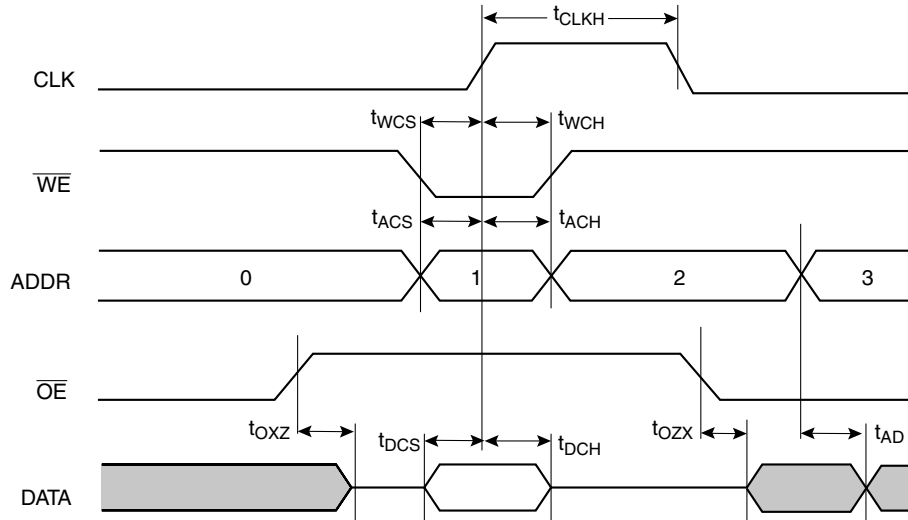 tCLKH
CLK
tWCS tWCH
WE
tACS tACH
ADDR 0 1 2 3
OE
tOXZ tDCS tDCH tOZX tAD
DATA